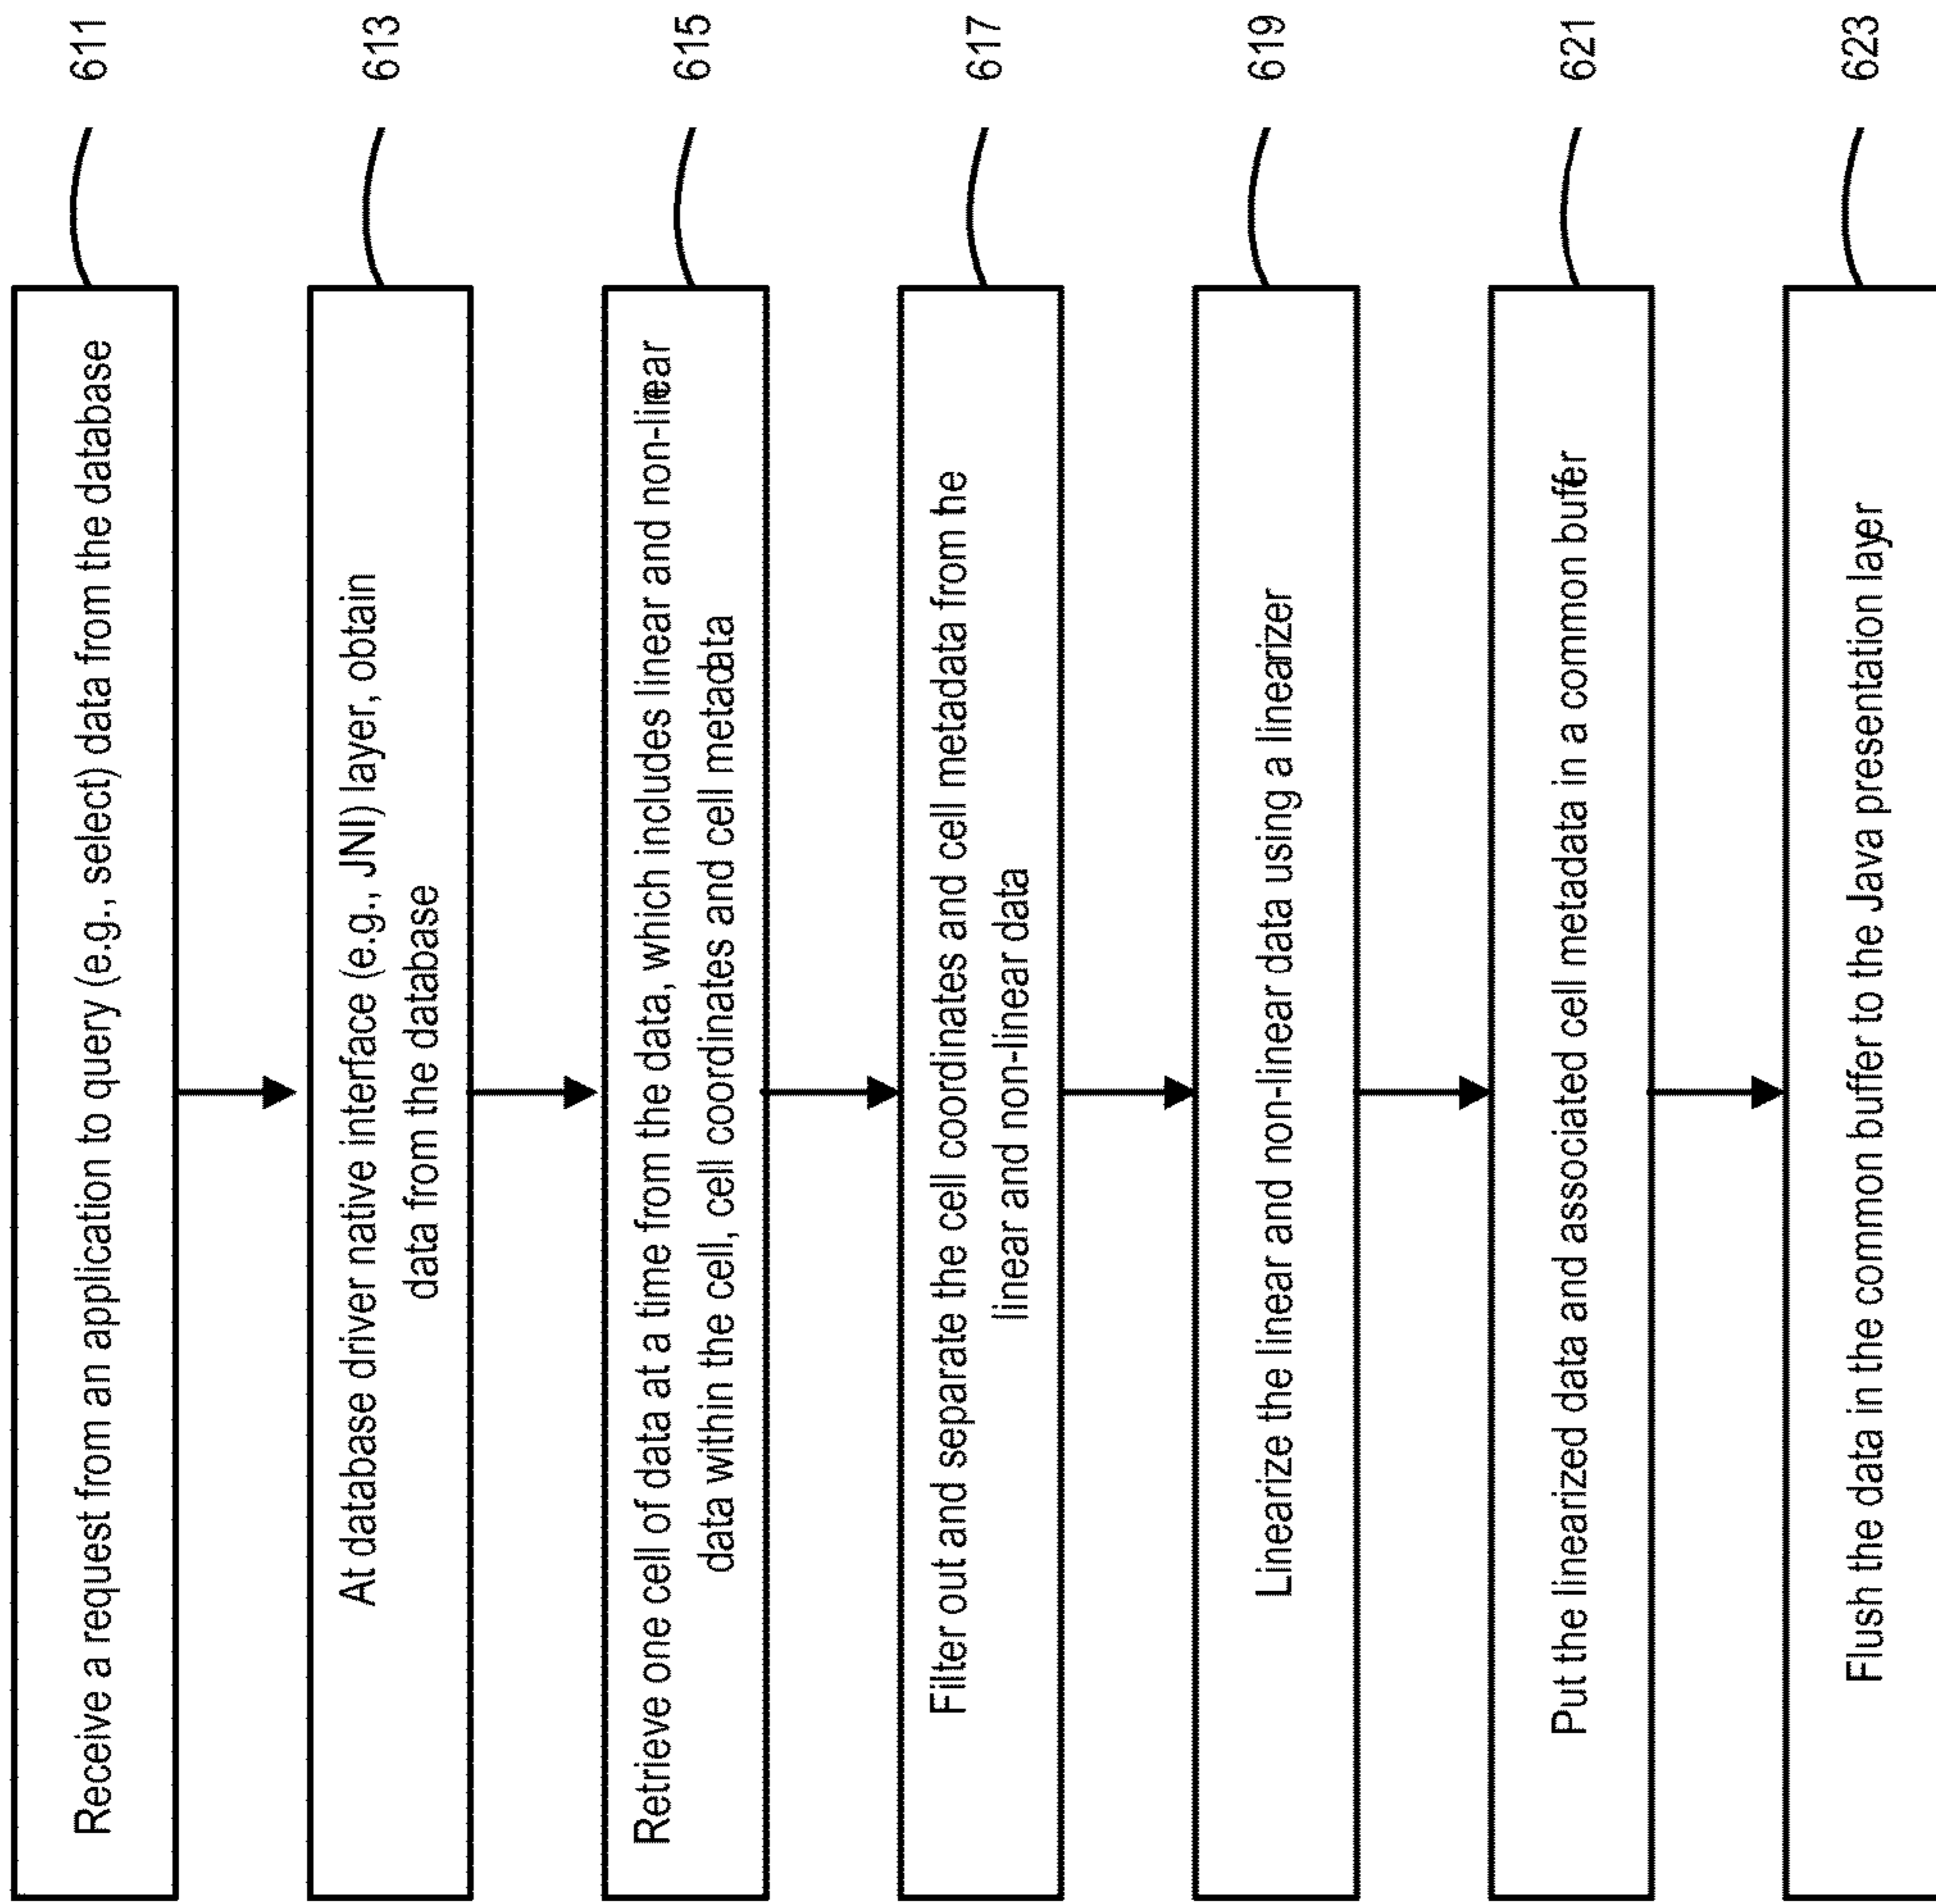 Receive a request from an application to query (e.g., select) data from the database
611
At database driver native interface (e.g., JNI) layer, obtain
data from the database
613
Retrieve one cell of data at a time from the data, which includes linear and non-linear
data within the cell, cell coordinates and cell metadata
615
Filter out and separate the cell coordinates and cell metadata from the
linear and non-linear data
617
Linearize the linear and non-linear data using a linearizer
619
Put the linearized data and associated cell metadata in a common buffer
621
Flush the data in the common buffer to the Java presentation layer
623